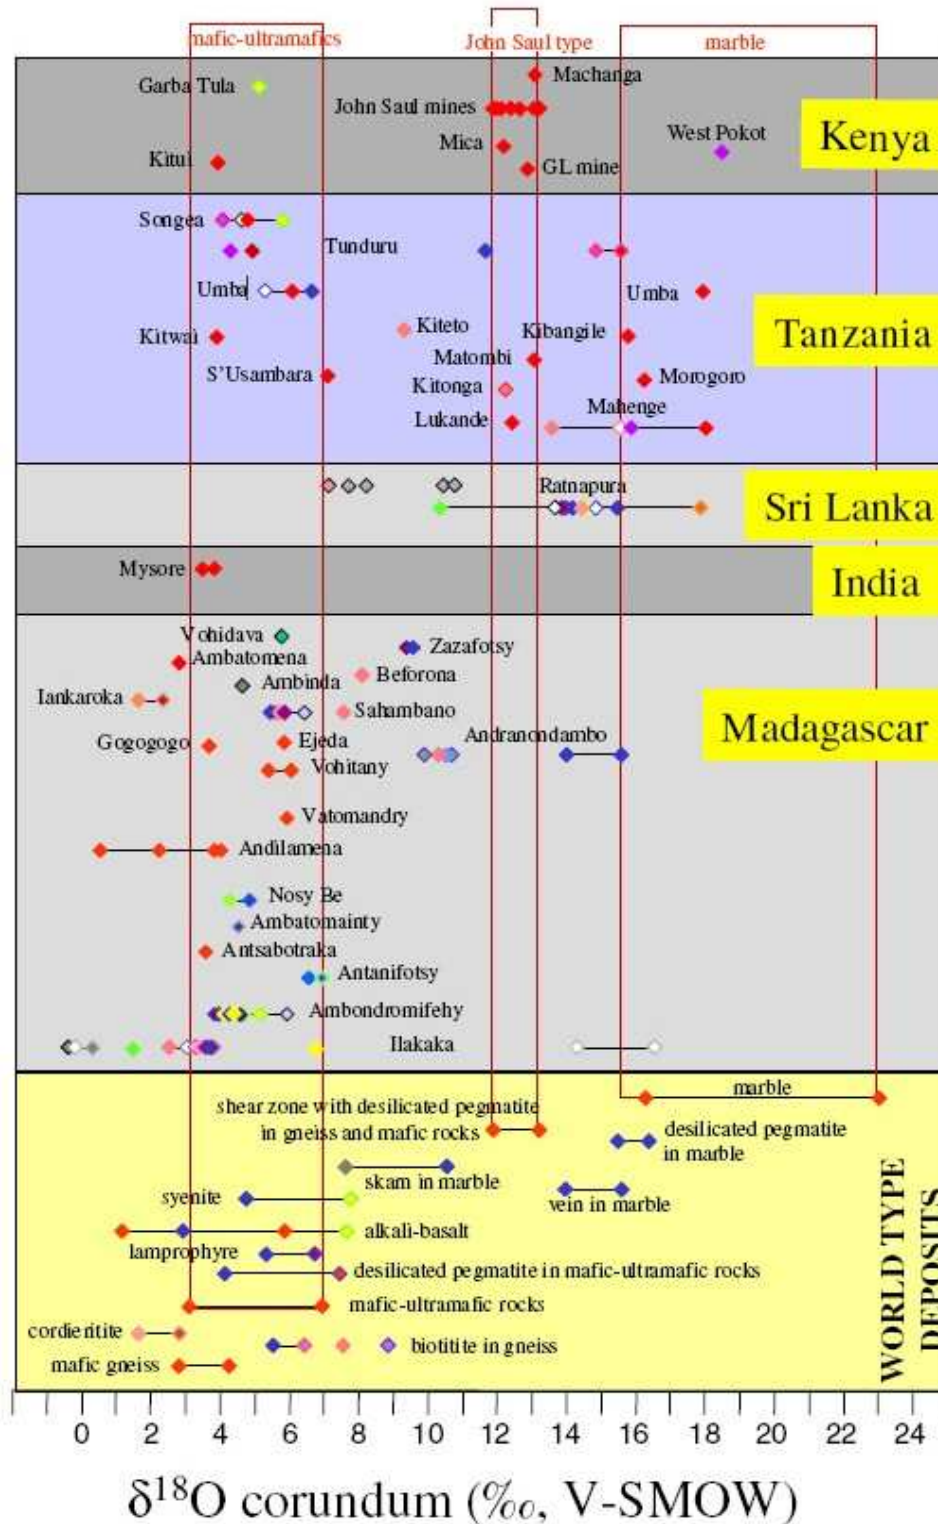 mafic-ultramafics
John Saul type
marble
Garba Tula
Machanga
John Saul mines
Mica
West Pokot
Kenya
Kitui
GL mine
Songea
Tunduru
Umba
Umba
Kiteto
Kibangile
Tanzania
Kitwai
Matombi
S'Usambara
Morogoro
Kitonga
Mahenge
Lukande
Ratnapura
Sri Lanka
Mysore
India
Vohidava
Zazafotsy
Ambatomena
Beforona
Ambinda
Iankaroka
Sahambano
Andranondambo
Madagascar
Gogogogo
Ejeda
Vohitany
Vatomandry
Andilamena
Nosy Be
Ambatomainty
Antsabotraka
Antanifotsy
Ambondromifehy
Ilakaka
marble
shear zone with desilicated pegmatite
in gneiss and mafic rocks
desilicated pegmatite
in marble
skarn in marble
syenite
vein in marble
alkali-basalt
lamprophyre
desilicated pegmatite in mafic-ultramafic rocks
mafic-ultramafic rocks
cordieritite
biotitite in gneiss
mafic gneiss
WORLD TYPE
DEPOSITS
0 2 4 6 8 10 12 14 16 18 20 22 24
δ¹⁸O corundum (‰, V-SMOW)